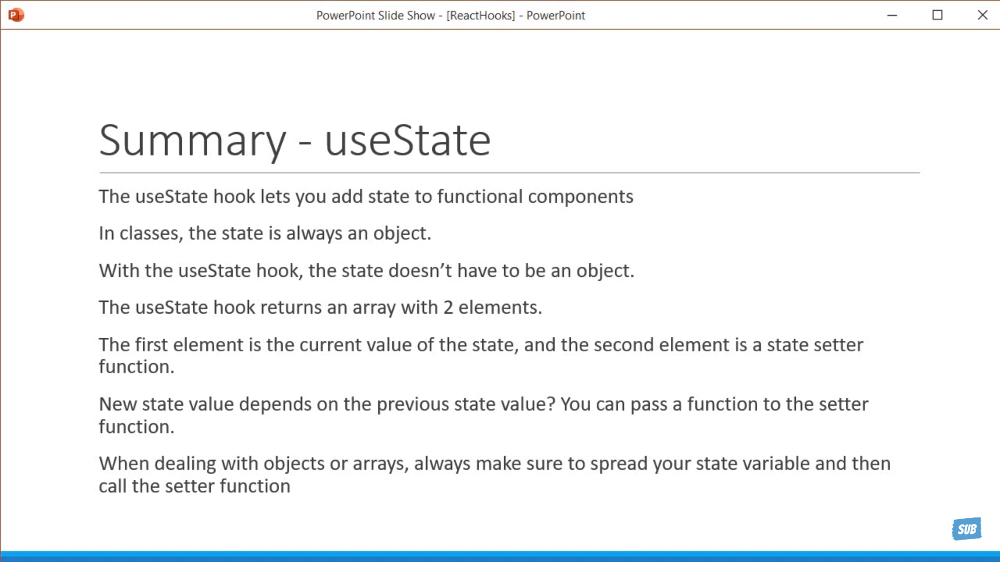 PowerPoint Slide Show - [ReactHooks] - PowerPoint
Summary - useState
The useState hook lets you add state to functional components
In classes, the state is always an object.
With the useState hook, the state doesn’t have to be an object.
The useState hook returns an array with 2 elements.
The first element is the current value of the state, and the second element is a state setter
function.
New state value depends on the previous state value? You can pass a function to the setter
function.
When dealing with objects or arrays, always make sure to spread your state variable and then
call the setter function
SUB